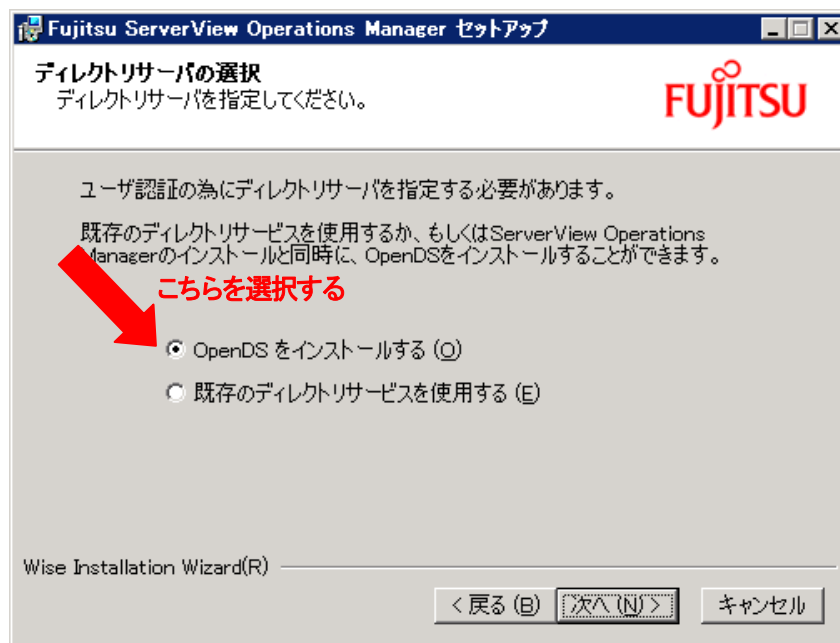 Fujitsu ServerView Operations Manager セットアップ
ディレクトリサーバの選択
ディレクトリサーバを指定してください。
FUJITSU
ユーザ認証の為にディレクトリサーバを指定する必要があります。
既存のディレクトリサービスを使用するか、もしくはServerView Operations
Managerのインストールと同時に、OpenDSをインストールすることができます。
こちらを選択する
OpenDS をインストールする (O)
既存のディレクトリサービスを使用する (E)
Wise Installation Wizard(R)
< 戻る (B)
次へ (N) >
キャンセル